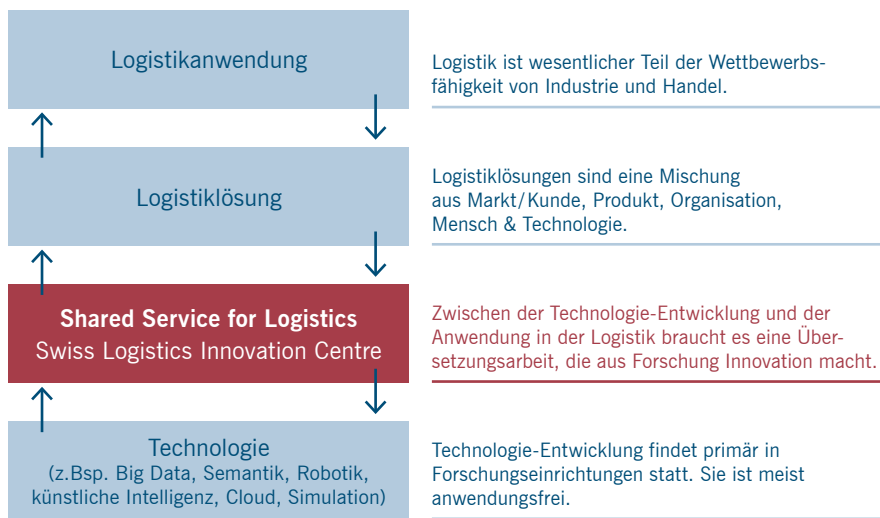 Logistikanwendung
Logistik ist wesentlicher Teil der Wettbewerbs-
fähigkeit von Industrie und Handel.
Logistiklösung
Logistiklösungen sind eine Mischung
aus Markt/Kunde, Produkt, Organisation,
Mensch & Technologie.
Shared Service for Logistics
Swiss Logistics Innovation Centre
Zwischen der Technologie-Entwicklung und der
Anwendung in der Logistik braucht es eine Über-
setzungsarbeit, die aus Forschung Innovation macht.
Technologie
(z.Bsp. Big Data, Semantik, Robotik,
künstliche Intelligenz, Cloud, Simulation)
Technologie-Entwicklung findet primär in
Forschungseinrichtungen statt. Sie ist meist
anwendungsfrei.